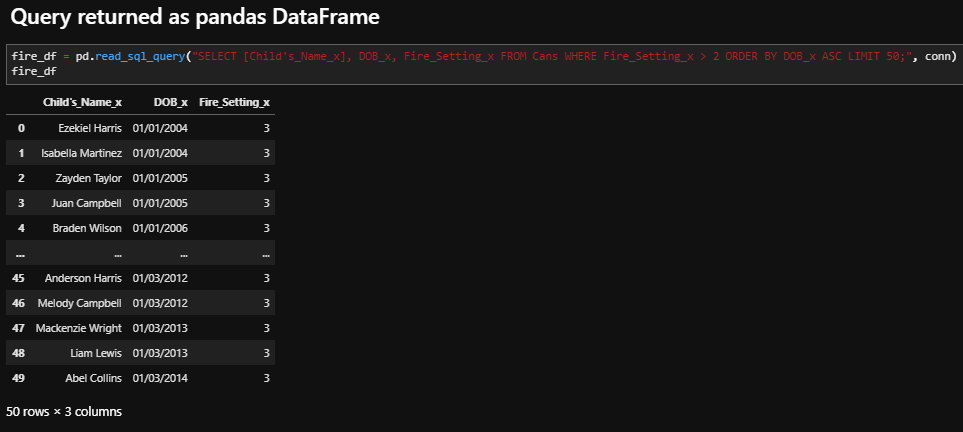 Query returned as pandas DataFrame
fire_df = pd.read_sql_query("SELECT [Child's_Name_x], DOB_x, Fire_Setting_x FROM Cans WHERE Fire_Setting_x > 2 ORDER BY DOB_x ASC LIMIT 50;", conn)
fire_df
Child's_Name_x DOB_x Fire_Setting_x
0 Ezekiel Harris 01/01/2004 3
1 Isabella Martinez 01/01/2004 3
2 Zayden Taylor 01/01/2005 3
3 Juan Campbell 01/01/2005 3
4 Braden Wilson 01/01/2006 3
... ... ... ...
45 Anderson Harris 01/03/2012 3
46 Melody Campbell 01/03/2012 3
47 Mackenzie Wright 01/03/2013 3
48 Liam Lewis 01/03/2013 3
49 Abel Collins 01/03/2014 3
50 rows × 3 columns